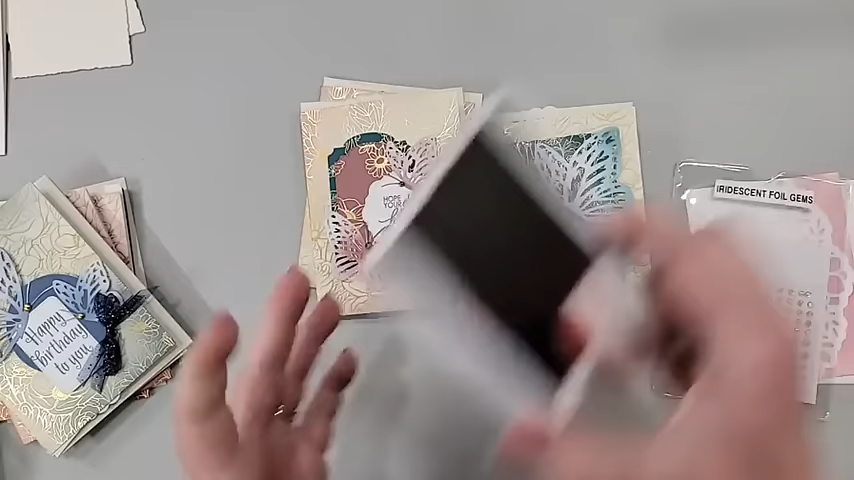 HOPE
YOUR
IRIDESCENT FOIL GEMS
Happy
birthday
to you